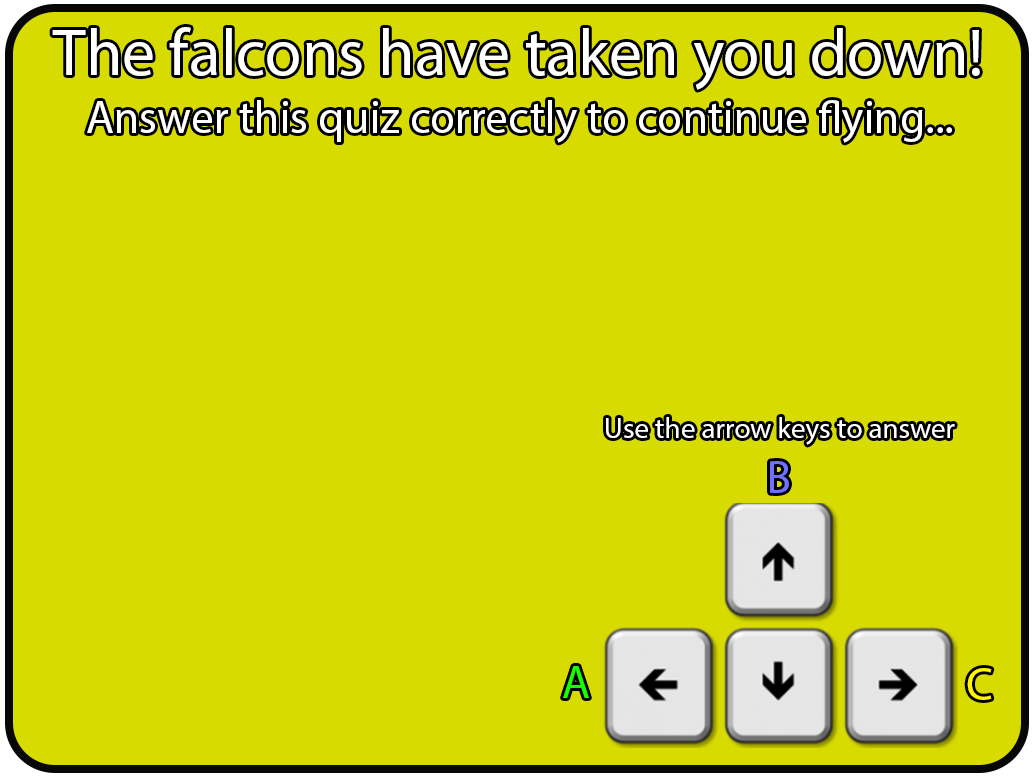 The falcons have taken you down!
Answer this quiz correctly to continue flying...
Use the arrow keys to answer
B
A
C